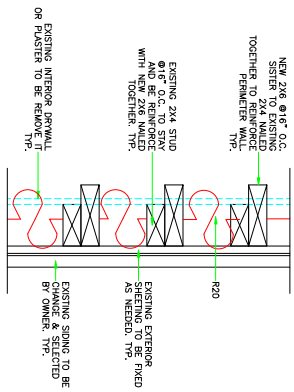 NEW 2X6 @16" O.C.
SISTER TO EXISTING
2X4 NAILED
TOGETHER TO REINFORCE
PERIMETER WALL.
TYP.
EXISTING 2X4 STUD
@16" O.C. TO STAY
AND BE REINFORCE
WITH NEW 2X6 NAILED
TOGETHER. TYP.
EXISTING INTERIOR DRYWALL
OR PLASTER TO BE REMOVE IT
TYP.
R20
EXISTING EXTERIOR
SHEETING TO BE FIXED
AS NEEDED. TYP.
EXISTING SIDING TO BE
CHANGE & SELECTED
BY OWNER. TYP.